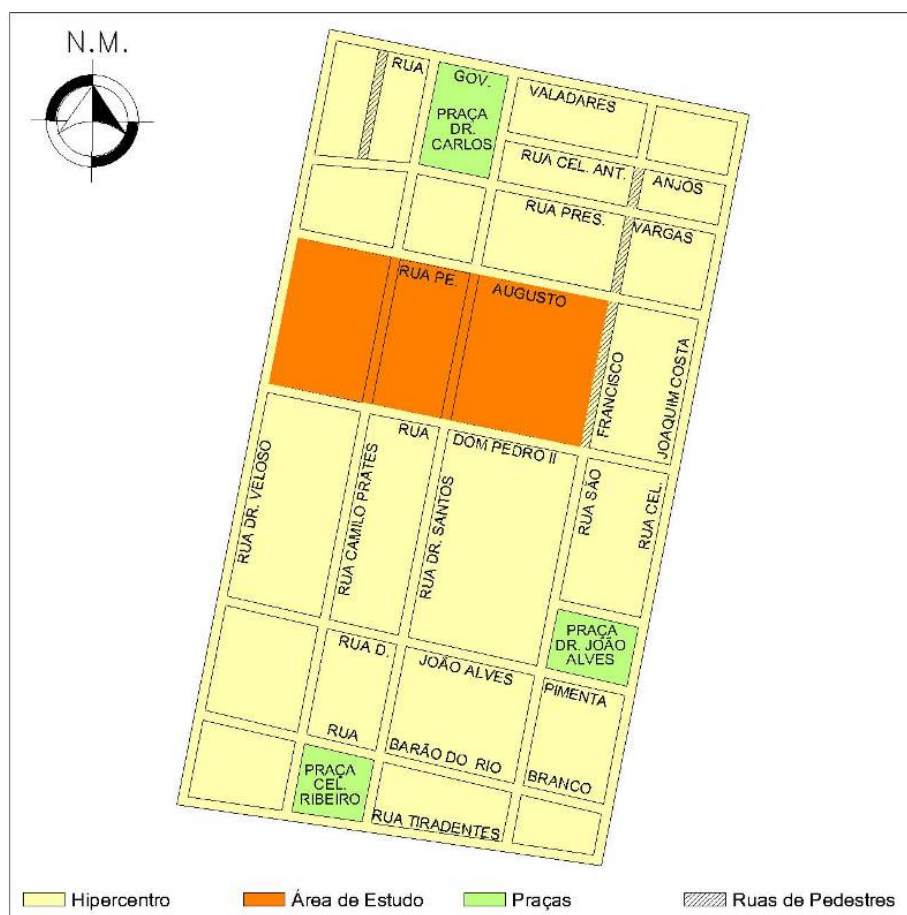 N.M.
RUA
GOV.
VALADARES
PRAÇA
DR.
CARLOS
RUA CEL. ANT.
ANJOS
RUA PRES.
VARGAS
RUA PE.
AUGUSTO
FRANCISCO
JOAQUIM COSTA
RUA
DOM PEDRO II
RUA DR. VELOSO
RUA CAMILO PRATES
RUA DR. SANTOS
RUA SÃO
RUA CEL.
PRAÇA
DR. JOÃO
ALVES
RUA D.
JOÃO ALVES
PIMENTA
RUA
BARÃO DO RIO
BRANCO
PRAÇA
CEL.
RIBEIRO
RUA TIRADENTES
Hipercentro
Área de Estudo
Praças
Ruas de Pedestres